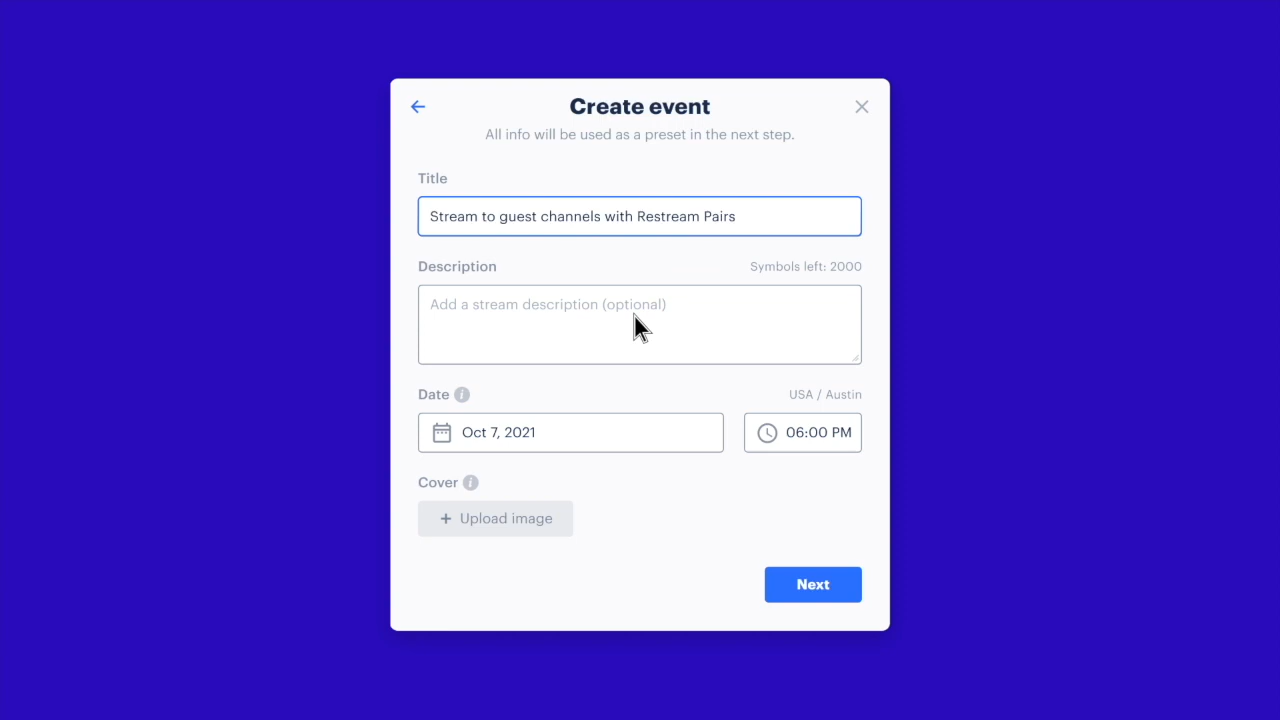 Create event
All info will be used as a preset in the next step.
Title
Stream to guest channels with Restream Pairs
Description Symbols left: 2000
Add a stream description (optional)
Date USA / Austin
Oct 7, 2021 06:00 PM
Cover
+ Upload image
Next